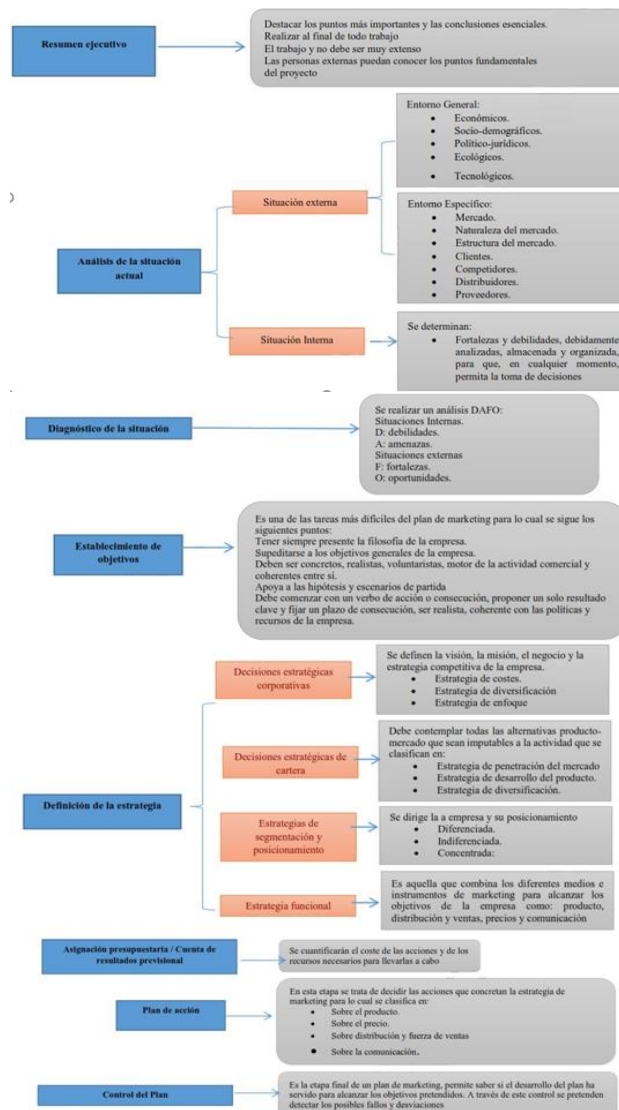 Resumen ejecutivo
Destacar los puntos más importantes y las conclusiones esenciales.
Realizar al final de todo trabajo
El trabajo y no debe ser muy extenso
Las personas externas puedan conocer los puntos fundamentales
del proyecto
Análisis de la situación
actual
Situación externa
Entorno General:
• Económicos.
• Socio-demográficos.
• Político-jurídicos.
• Ecológicos.
• Tecnológicos.
Entorno Específico:
• Mercado.
• Naturaleza del mercado.
• Estructura del mercado.
• Clientes.
• Competidores.
• Distribuidores.
• Proveedores.
Situación Interna
Se determinan:
• Fortalezas y debilidades, debidamente
analizadas, almacenada y organizada,
para que, en cualquier momento,
permita la toma de decisiones
Diagnóstico de la situación
Se realizar un análisis DAFO:
Situaciones Internas.
D: debilidades.
A: amenazas.
Situaciones externas
F: fortalezas.
O: oportunidades.
Establecimiento de
objetivos
Es una de las tareas más difíciles del plan de marketing para lo cual se sigue los
siguientes puntos:
Tener siempre presente la filosofía de la empresa.
Supeditarse a los objetivos generales de la empresa.
Deben ser concretos, realistas, voluntaristas, motor de la actividad comercial y
coherentes entre sí.
Apoya a las hipótesis y escenarios de partida
Debe comenzar con un verbo de acción o consecución, proponer un solo resultado
clave y fijar un plazo de consecución, ser realista, coherente con las políticas y
recursos de la empresa.
Definición de la estrategia
Decisiones estratégicas
corporativas
Se definen la visión, la misión, el negocio y la
estrategia competitiva de la empresa.
• Estrategia de costes.
• Estrategia de diversificación
• Estrategia de enfoque
Decisiones estratégicas de
cartera
Debe contemplar todas las alternativas producto-
mercado que sean imputables a la actividad que se
clasifican en:
• Estrategia de penetración del mercado
• Estrategia de desarrollo del producto.
• Estrategia de diversificación.
Estrategias de
segmentación y
posicionamiento
Se dirige la a empresa y su posicionamiento
• Diferenciada.
• Indiferenciada.
• Concentrada:
Estrategia funcional
Es aquella que combina los diferentes medios e
instrumentos de marketing para alcanzar los
objetivos de la empresa como: producto,
distribución y ventas, precios y comunicación
Asignación presupuestaria / Cuenta de
resultados previsional
Se cuantificarán el coste de las acciones y de los
recursos necesarios para llevarlas a cabo
Plan de acción
En esta etapa se trata de decidir las acciones que concretan la estrategia de
marketing para lo cual se clasifica en:
• Sobre el producto.
• Sobre el precio.
• Sobre distribución y fuerza de ventas
• Sobre la comunicación.
Control del Plan
Es la etapa final de un plan de marketing, permite saber si el desarrollo del plan ha
servido para alcanzar los objetivos pretendidos. A través de este control se pretenden
detectar los posibles fallos y desviaciones